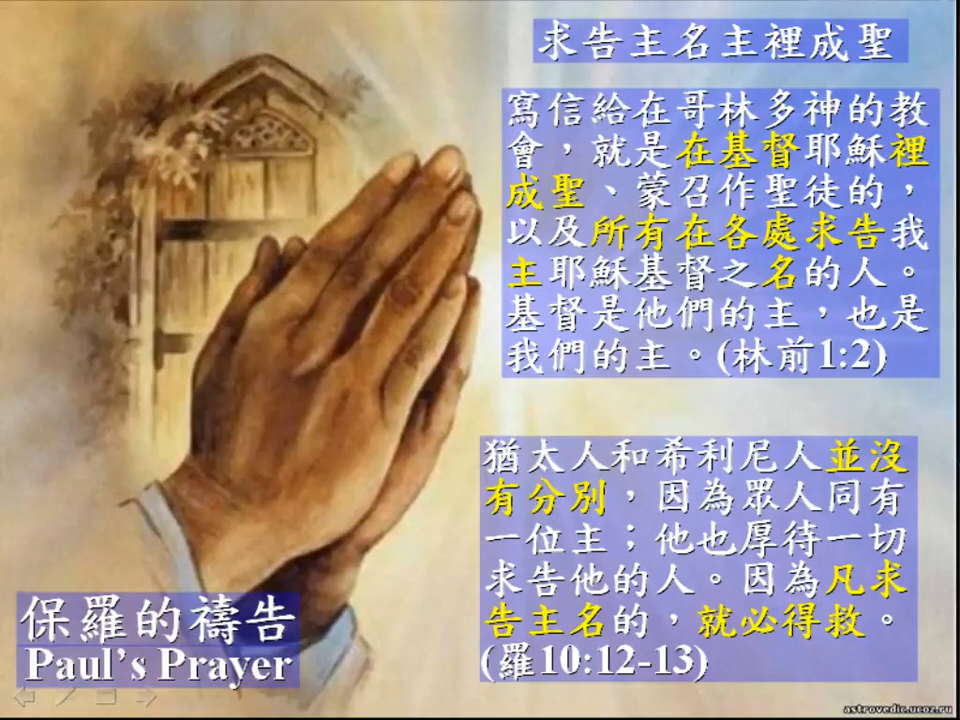 求告主名主裡成聖
寫信給在哥林多神的教
會，就是在基督耶穌裡
成聖、蒙召作聖徒的，
以及所有在各處求告我
主耶穌基督之名的人。
基督是他們的主，也是
我們的主。(林前1:2)
猶太人和希利尼人並沒
有分別，因為眾人同有
一位主；他也厚待一切
求告他的人。因為凡求
告主名的，就必得救。
(羅10:12-13)
保羅的禱告
Paul’s Prayer
astrovedic.ucoz.ru